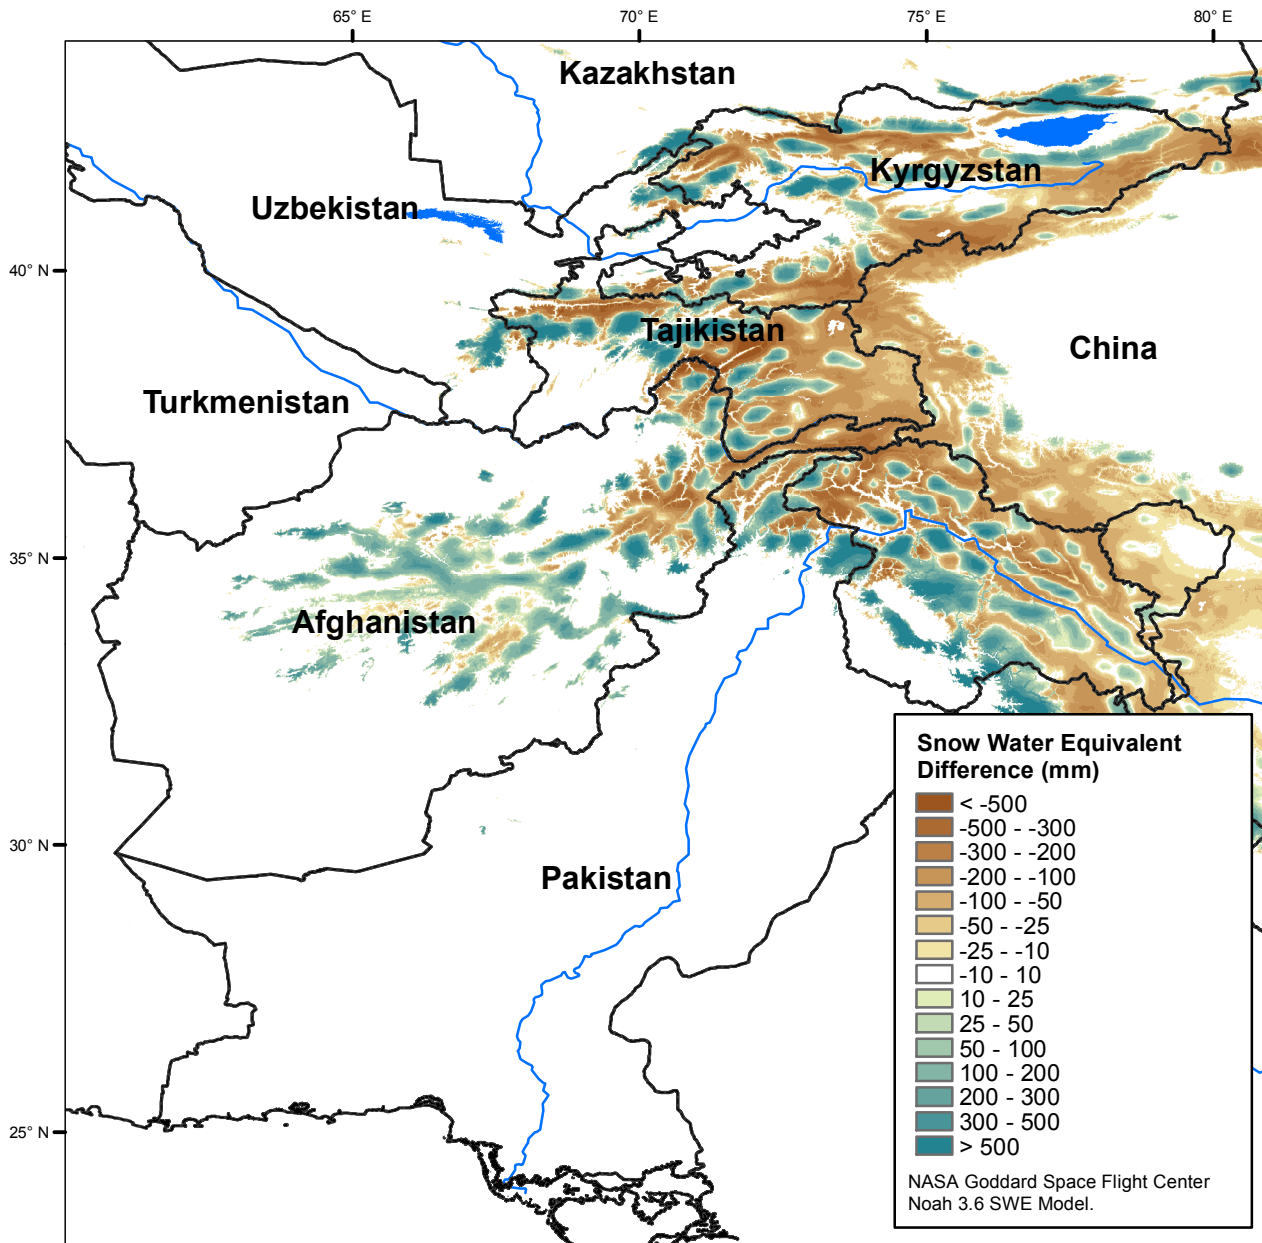 65° E
70° E
75° E
80° E
Kazakhstan
Kyrgyzstan
Uzbekistan
40° N
Tajikistan
China
Turkmenistan
35° N
Afghanistan
Snow Water Equivalent
Difference (mm)
< -500
-500 - -300
-300 - -200
-200 - -100
-100 - -50
-50 - -25
-25 - -10
-10 - 10
10 - 25
25 - 50
50 - 100
100 - 200
200 - 300
300 - 500
> 500
NASA Goddard Space Flight Center
Noah 3.6 SWE Model.
30° N
Pakistan
25° N